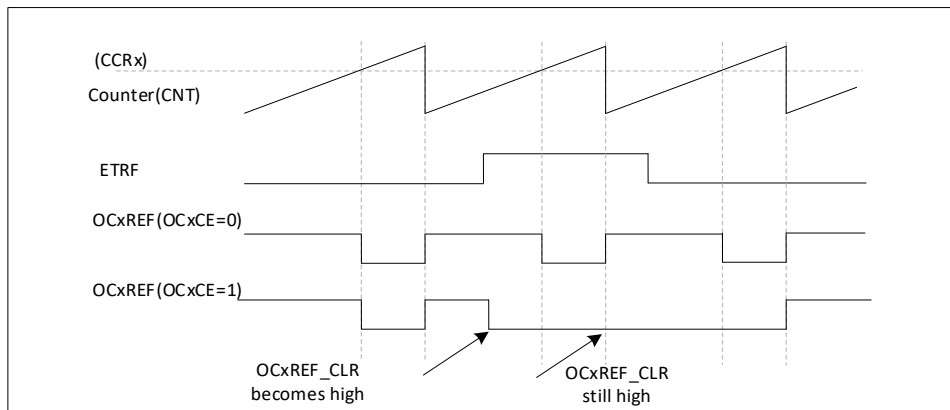 (CCRx)
Counter(CNT)
ETRF
OCxREF(OCxCE=0)
OCxREF(OCxCE=1)
OCxREF_CLR
becomes high
OCxREF_CLR
still high